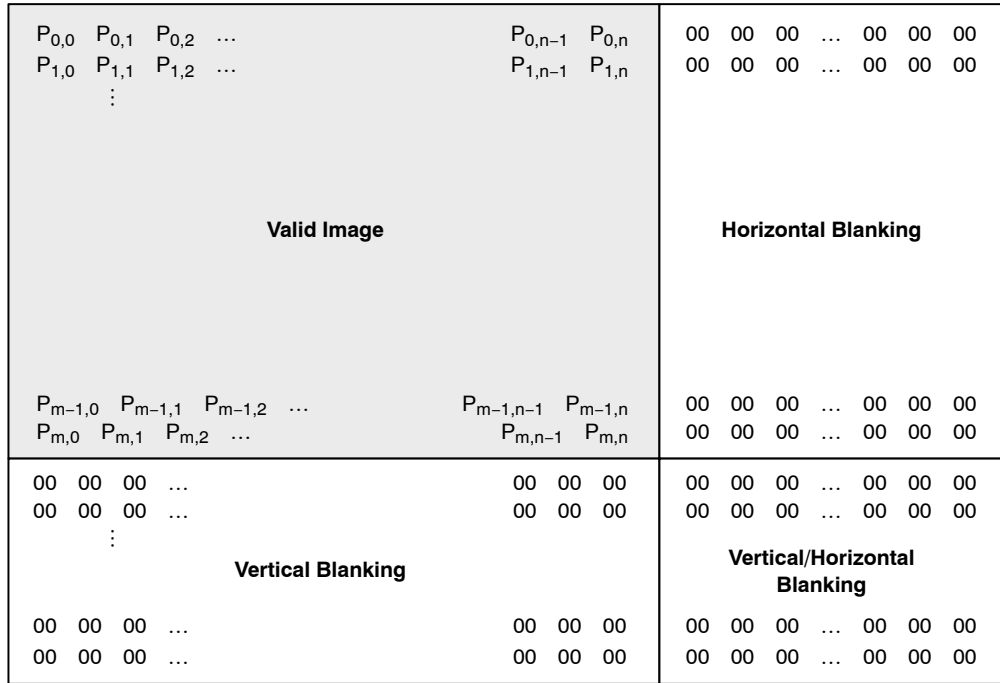 P0,0 P0,1 P0,2 … P0,n−1 P0,n 00 00 00 … 00 00 00
P1,0 P1,1 P1,2 … P1,n−1 P1,n 00 00 00 … 00 00 00
⋮
Valid Image Horizontal Blanking
Pm−1,0 Pm−1,1 Pm−1,2 … Pm−1,n−1 Pm−1,n 00 00 00 … 00 00 00
Pm,0 Pm,1 Pm,2 … Pm,n−1 Pm,n 00 00 00 … 00 00 00
00 00 00 … 00 00 00 00 00 00 … 00 00 00
00 00 00 … 00 00 00 00 00 00 … 00 00 00
⋮
Vertical Blanking
Vertical/Horizontal
Blanking
00 00 00 … 00 00 00 00 00 00 … 00 00 00
00 00 00 … 00 00 00 00 00 00 … 00 00 00